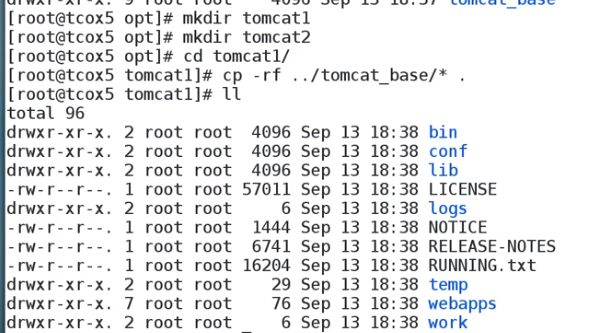 drwxr-xr-x. 9 root root 4096 Sep 13 18:37 tomcat_base
[root@tcox5 opt]# mkdir tomcat1
[root@tcox5 opt]# mkdir tomcat2
[root@tcox5 opt]# cd tomcat1/
[root@tcox5 tomcat1]# cp -rf ../tomcat_base/* .
[root@tcox5 tomcat1]# ll
total 96
drwxr-xr-x. 2 root root  4096 Sep 13 18:38 bin
drwxr-xr-x. 2 root root  4096 Sep 13 18:38 conf
drwxr-xr-x. 2 root root  4096 Sep 13 18:38 lib
-rw-r--r--. 1 root root 57011 Sep 13 18:38 LICENSE
drwxr-xr-x. 2 root root     6 Sep 13 18:38 logs
-rw-r--r--. 1 root root  1444 Sep 13 18:38 NOTICE
-rw-r--r--. 1 root root  6741 Sep 13 18:38 RELEASE-NOTES
-rw-r--r--. 1 root root 16204 Sep 13 18:38 RUNNING.txt
drwxr-xr-x. 2 root root    29 Sep 13 18:38 temp
drwxr-xr-x. 7 root root    76 Sep 13 18:38 webapps
drwxr-xr-x. 2 root root     6 Sep 13 18:38 work